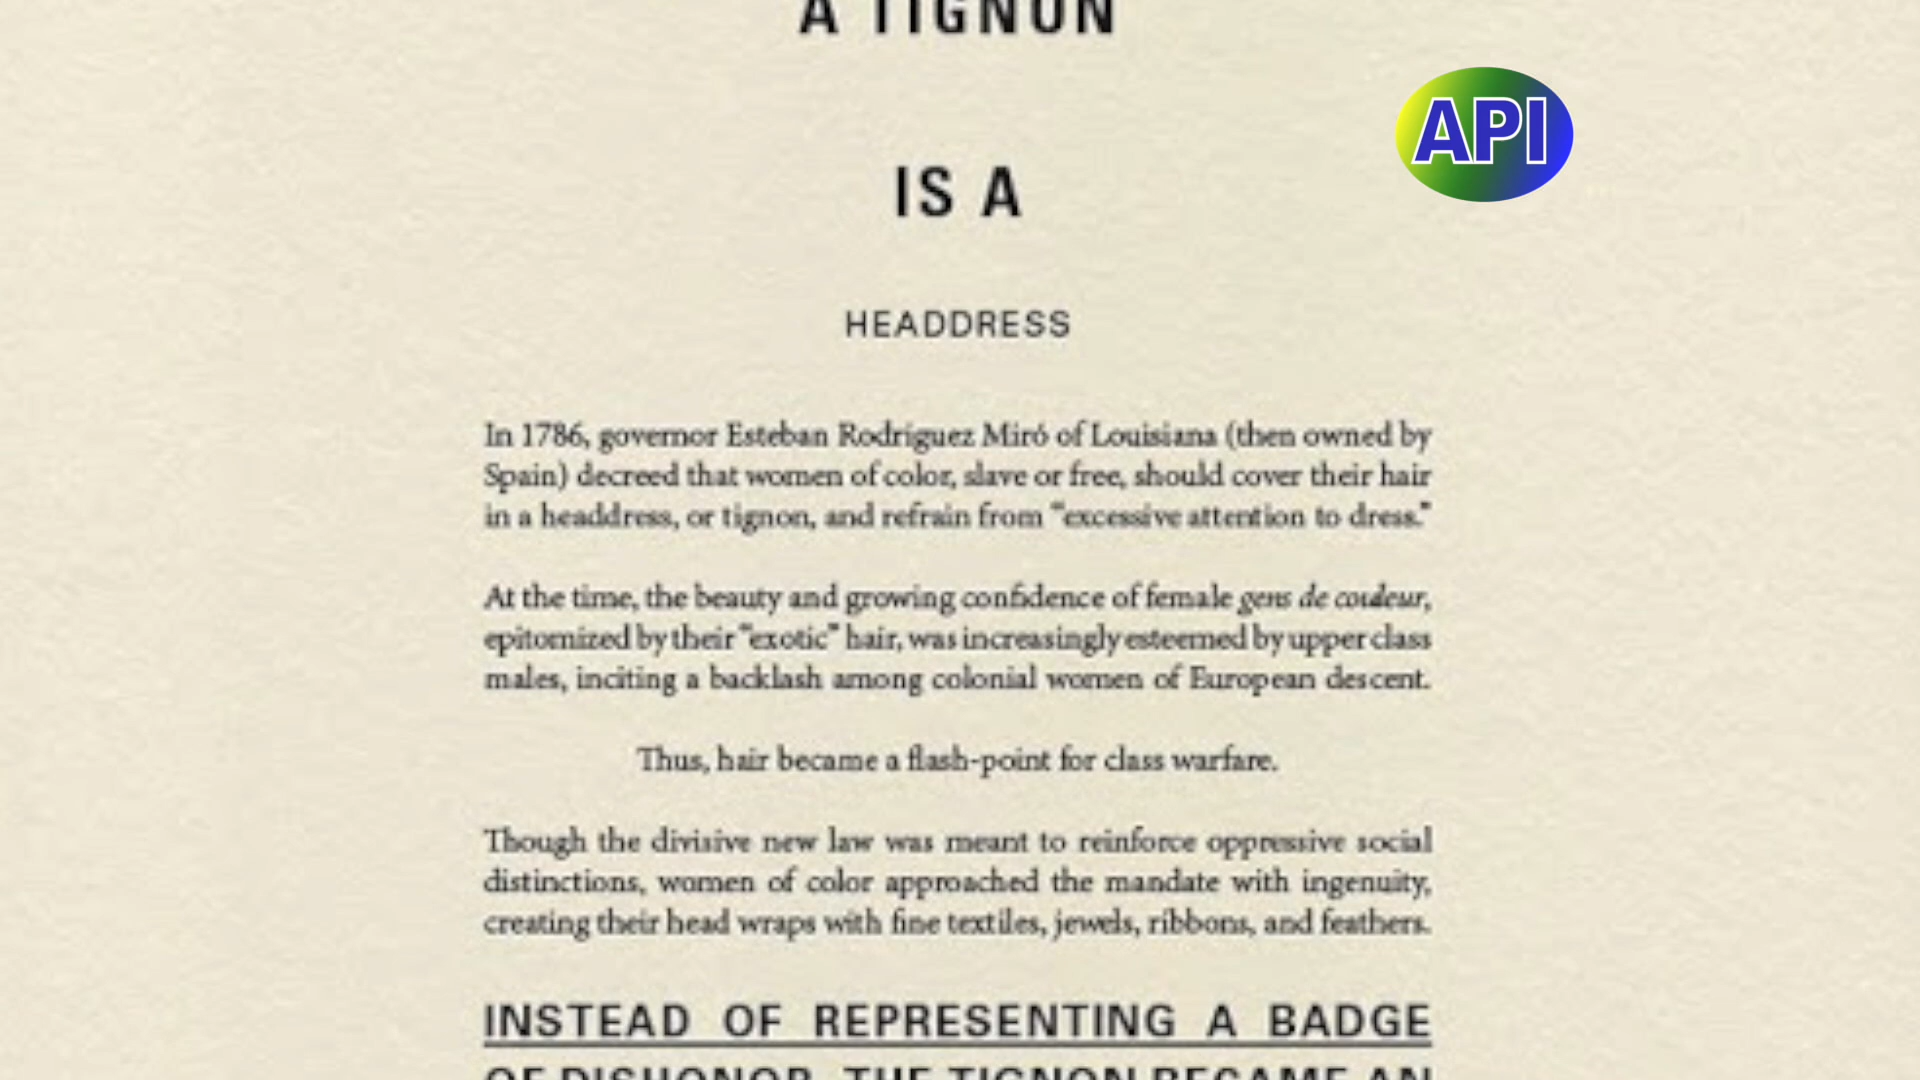 A TIGNON
API
IS A
HEADDRESS
In 1786, governor Esteban Rodríguez Miró of Louisiana (then owned by
Spain) decreed that women of color, slave or free, should cover their hair
in a headdress, or tignon, and refrain from “excessive attention to dress.”
At the time, the beauty and growing confidence of female gens de couleur,
epitomized by their “exotic” hair, was increasingly esteemed by upper class
males, inciting a backlash among colonial women of European descent.
Thus, hair became a flash-point for class warfare.
Though the divisive new law was meant to reinforce oppressive social
distinctions, women of color approached the mandate with ingenuity,
creating their head wraps with fine textiles, jewels, ribbons, and feathers.
INSTEAD OF REPRESENTING A BADGE
OF DISHONOR, THE TIGNON BECAME AN